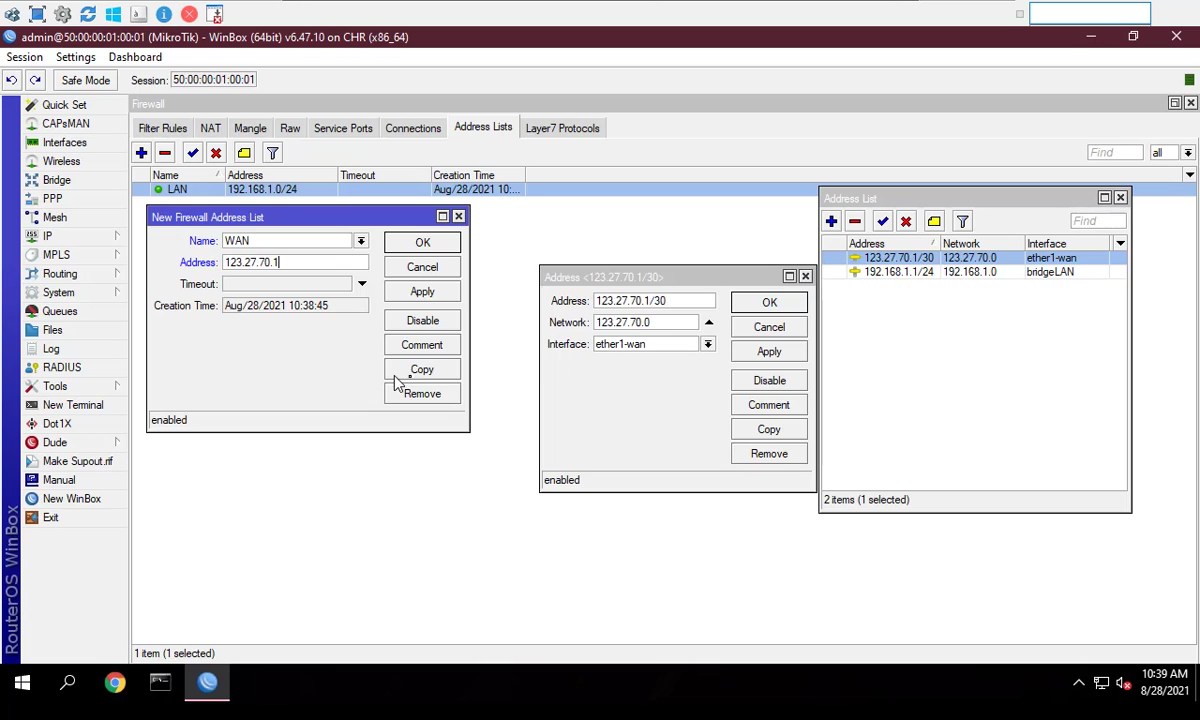 admin@50:00:00:01:00:01 (MikroTik) - WinBox (64bit) v6.47.10 on CHR (x86_64)
Session Settings Dashboard
Safe Mode Session: 50:00:00:01:00:01
Quick Set
CAPsMAN
Interfaces
Wireless
Bridge
PPP
Mesh
IP
MPLS
Routing
System
Queues
Files
Log
RADIUS
Tools
New Terminal
Dot1X
Dude
Make Supout.rif
Manual
New WinBox
Exit
RouterOS WinBox
Firewall
Filter Rules NAT Mangle Raw Service Ports Connections Address Lists Layer7 Protocols
Find all
Name Address Timeout Creation Time
LAN 192.168.1.0/24 Aug/28/2021 10:...
New Firewall Address List
Name: WAN OK
Address: 123.27.70.1 Cancel
Timeout: Apply
Creation Time: Aug/28/2021 10:38:45
Disable
Comment
Copy
Remove
enabled
Address <123.27.70.1/30>
Address: 123.27.70.1/30 OK
Network: 123.27.70.0 Cancel
Interface: ether1-wan Apply
Disable
Comment
Copy
Remove
enabled
Address List
Find
Address Network Interface
123.27.70.1/30 123.27.70.0 ether1-wan
192.168.1.1/24 192.168.1.0 bridgeLAN
2 items (1 selected)
1 item (1 selected)
10:39 AM
8/28/2021